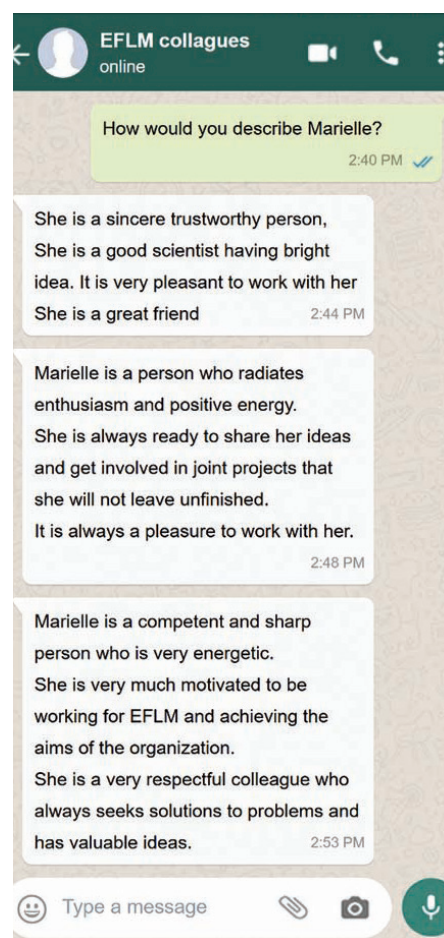 EFLM collagues
online
How would you describe Marielle?
2:40 PM
She is a sincere trustworthy person,
She is a good scientist having bright
idea. It is very pleasant to work with her
She is a great friend 2:44 PM
Marielle is a person who radiates
enthusiasm and positive energy.
She is always ready to share her ideas
and get involved in joint projects that
she will not leave unfinished.
It is always a pleasure to work with her.
2:48 PM
Marielle is a competent and sharp
person who is very energetic.
She is very much motivated to be
working for EFLM and achieving the
aims of the organization.
She is a very respectful colleague who
always seeks solutions to problems and
has valuable ideas. 2:53 PM
Type a message